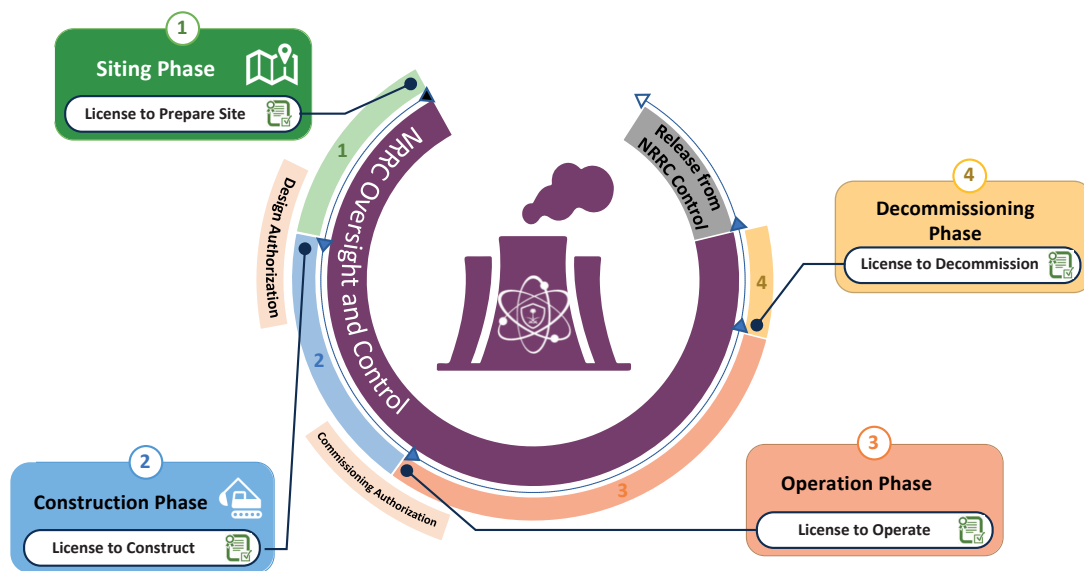 1
Siting Phase
License to Prepare Site
1
Design Authorization
NRRC Oversight and Control
Release from
NRRC Control
4
Decommissioning
Phase
License to Decommission
4
2
2
Construction Phase
License to Construct
Commissioning Authorization
3
3
Operation Phase
License to Operate